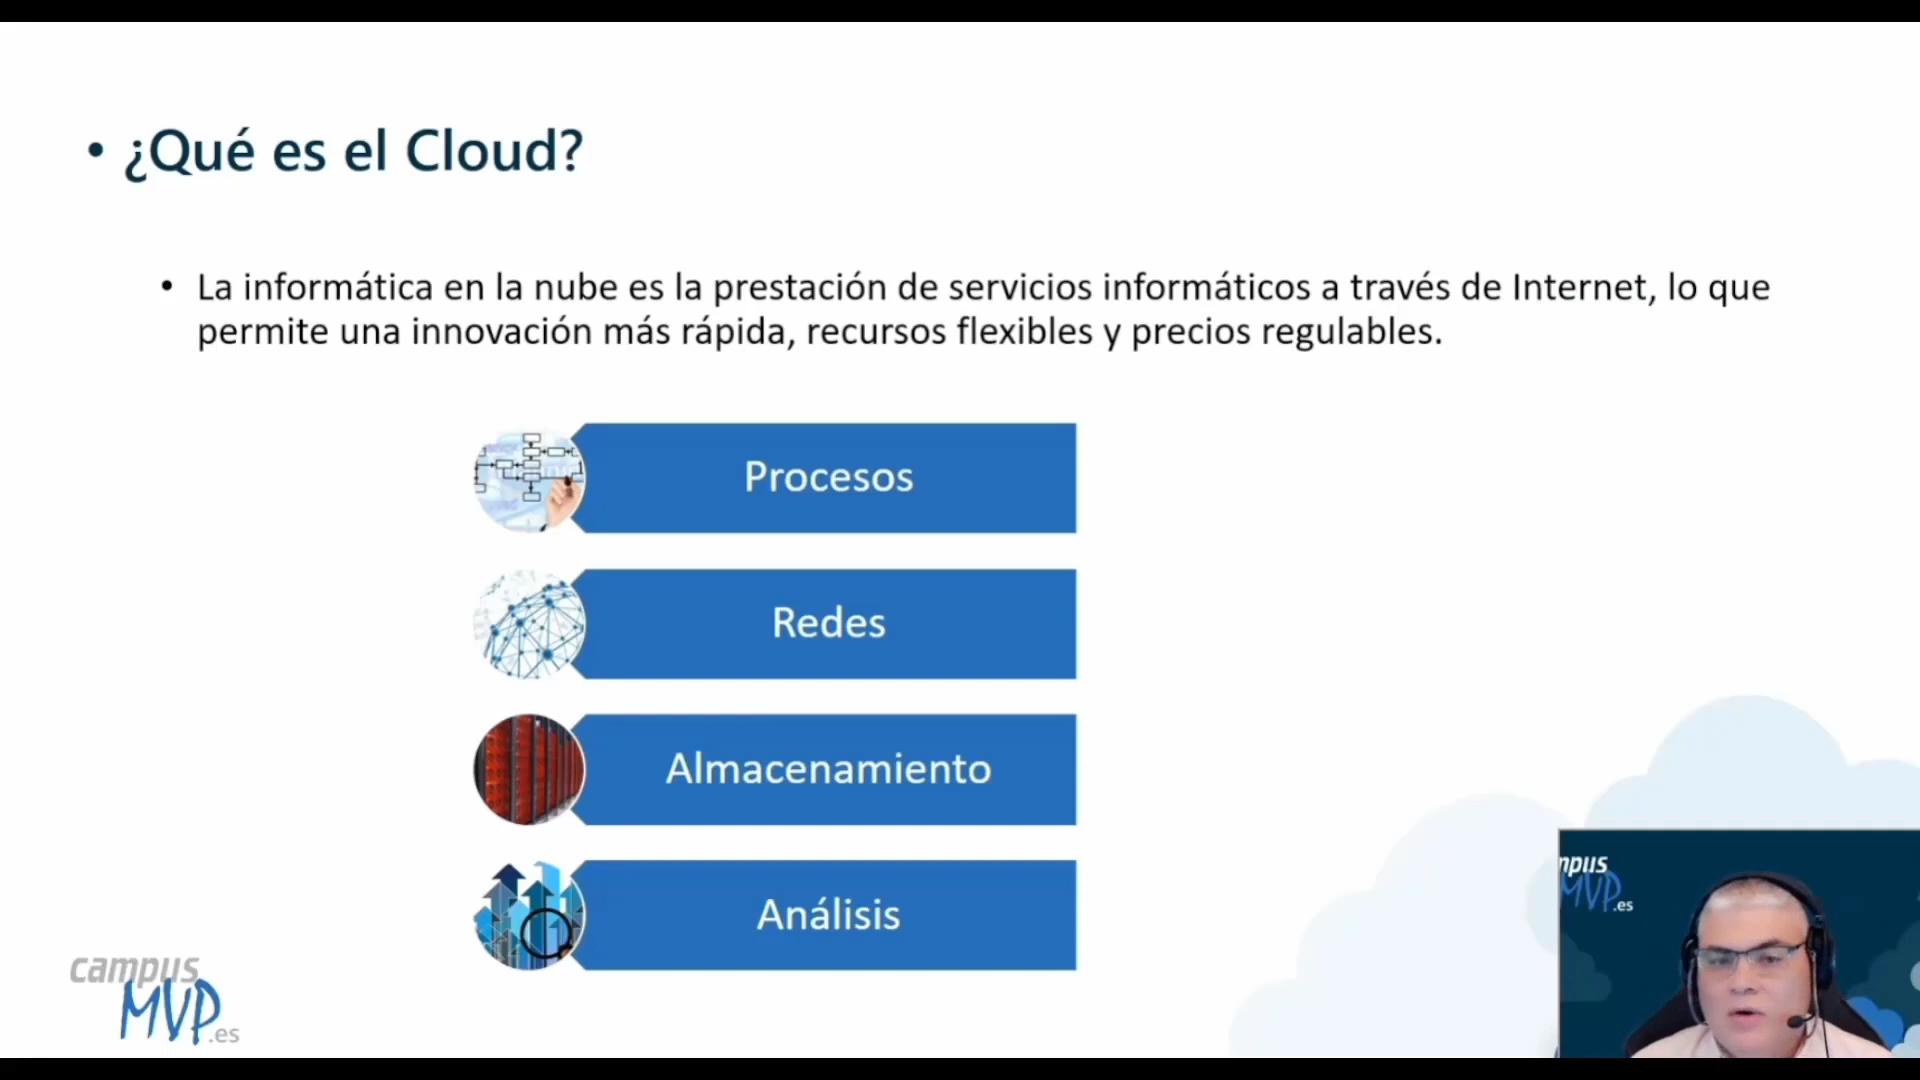 • ¿Qué es el Cloud?
• La informática en la nube es la prestación de servicios informáticos a través de Internet, lo que
permite una innovación más rápida, recursos flexibles y precios regulables.
Procesos
Redes
Almacenamiento
Análisis
campus
MVP.es
mpus
MVP.es